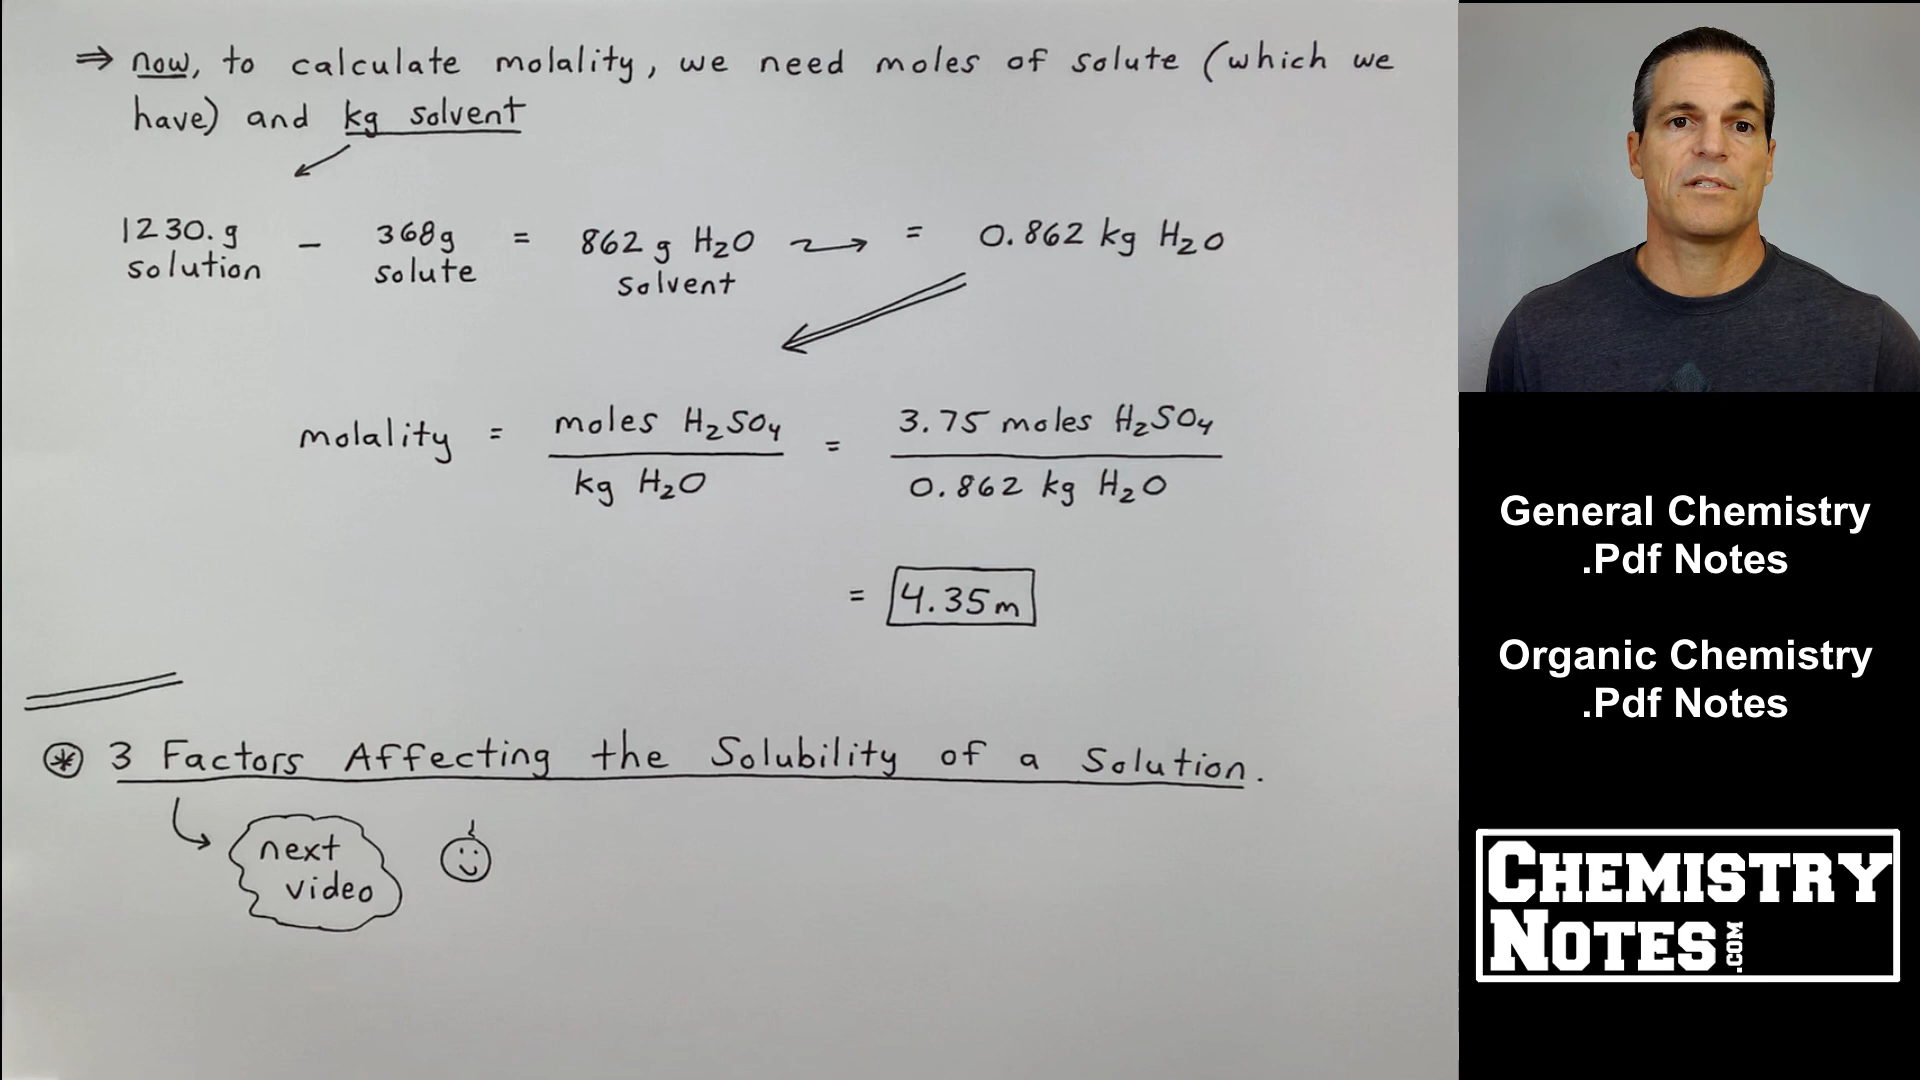 ⇒ now, to calculate molality, we need moles of solute (which we
have) and kg solvent
1230. g − 368g = 862 g H2O = 0.862 kg H2O
solution solute solvent
molality = moles H2SO4 / kg H2O = 3.75 moles H2SO4 / 0.862 kg H2O
= 4.35 m
* 3 Factors Affecting the Solubility of a Solution.
next
video
General Chemistry
.Pdf Notes
Organic Chemistry
.Pdf Notes
CHEMISTRY
NOTES.COM